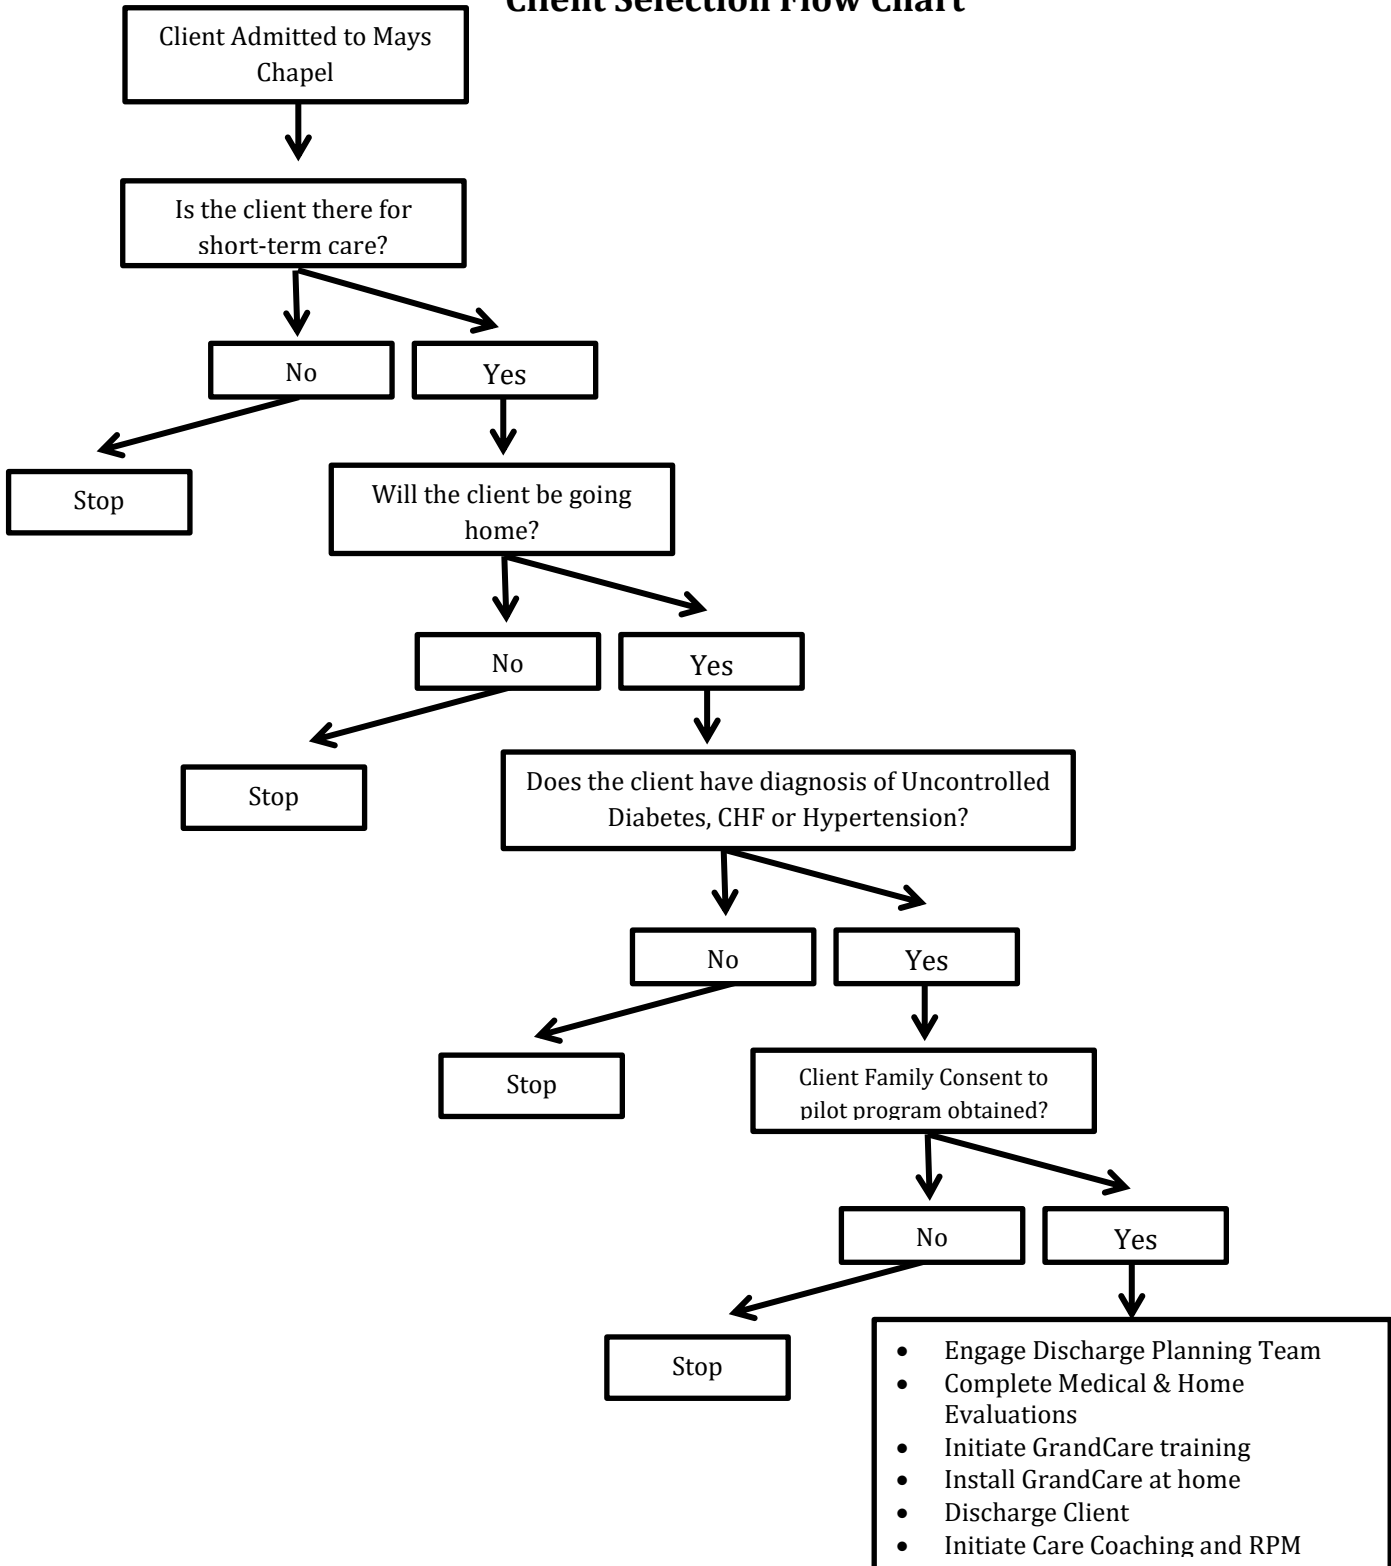 Client Selection Flow Chart
Client Admitted to Mays
Chapel
Is the client there for
short-term care?
No
Yes
Stop
Will the client be going
home?
No
Yes
Stop
Does the client have diagnosis of Uncontrolled
Diabetes, CHF or Hypertension?
No
Yes
Stop
Client Family Consent to
pilot program obtained?
No
Yes
Stop
• Engage Discharge Planning Team
• Complete Medical & Home
Evaluations
• Initiate GrandCare training
• Install GrandCare at home
• Discharge Client
• Initiate Care Coaching and RPM